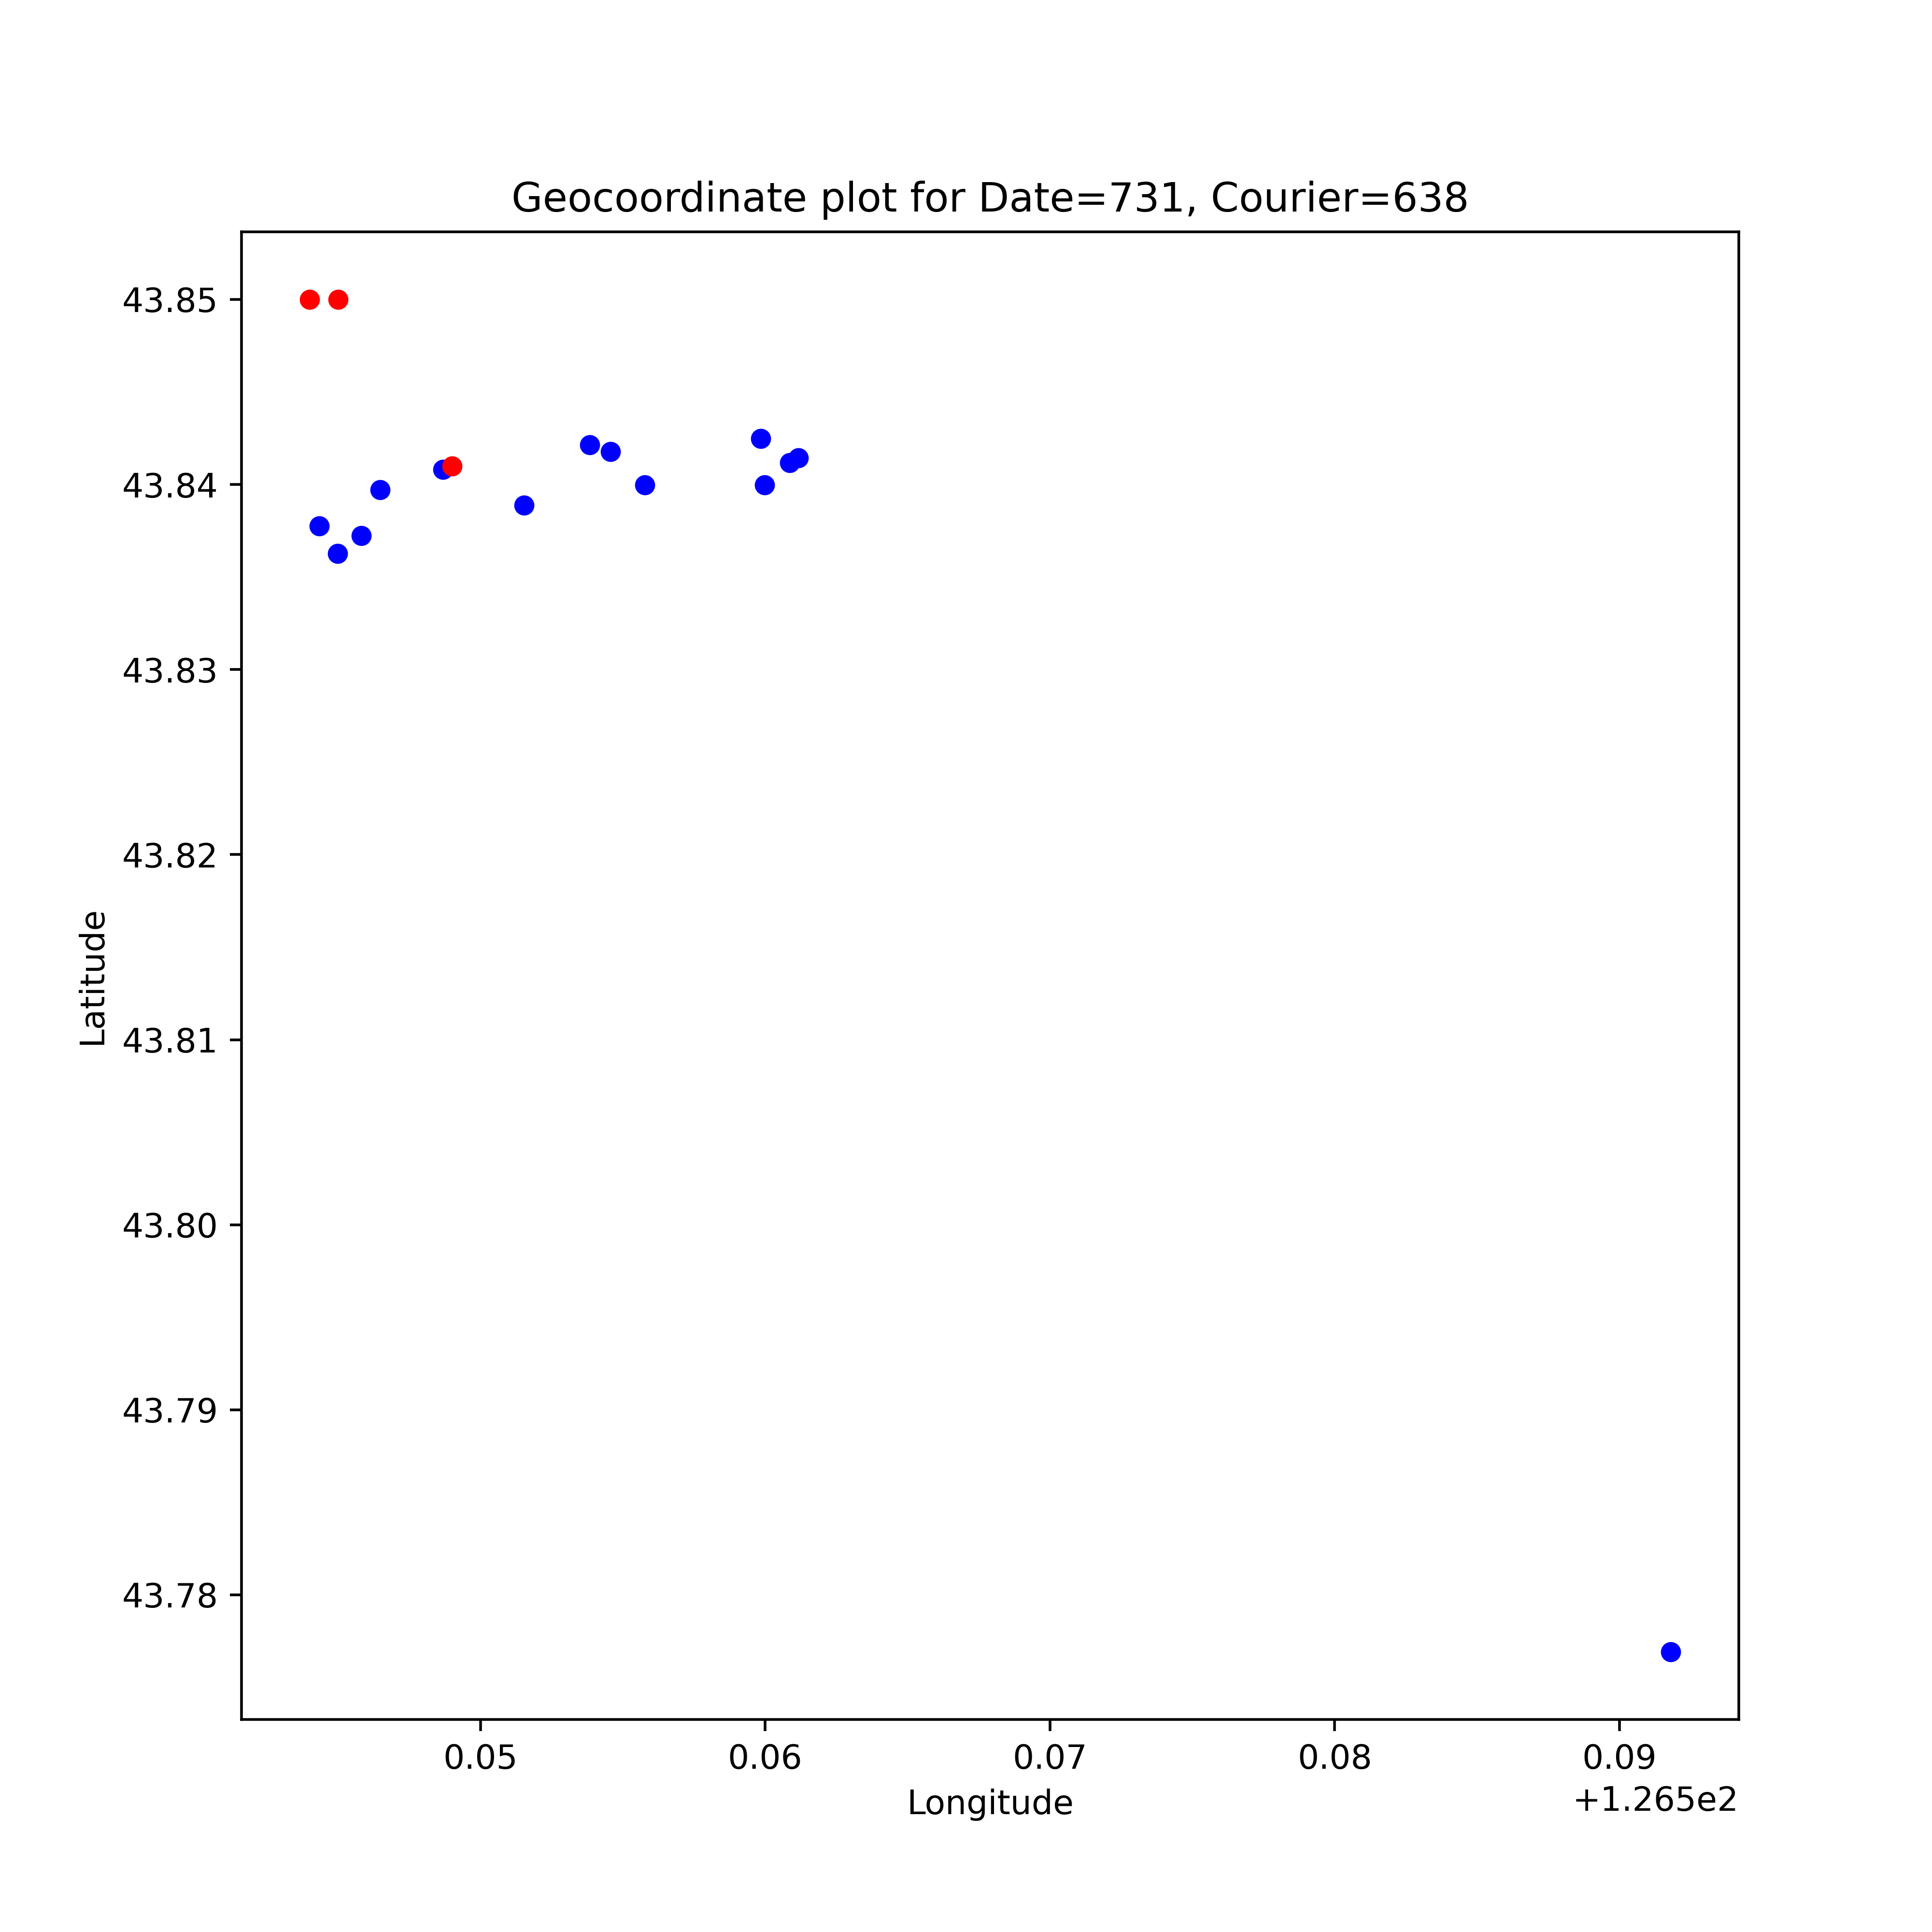 Geocoordinate plot for Date=731, Courier=638
43.85
43.84
43.83
43.82
43.81
43.80
43.79
43.78
Latitude
0.05 0.06 0.07 0.08 0.09
+1.265e2
Longitude